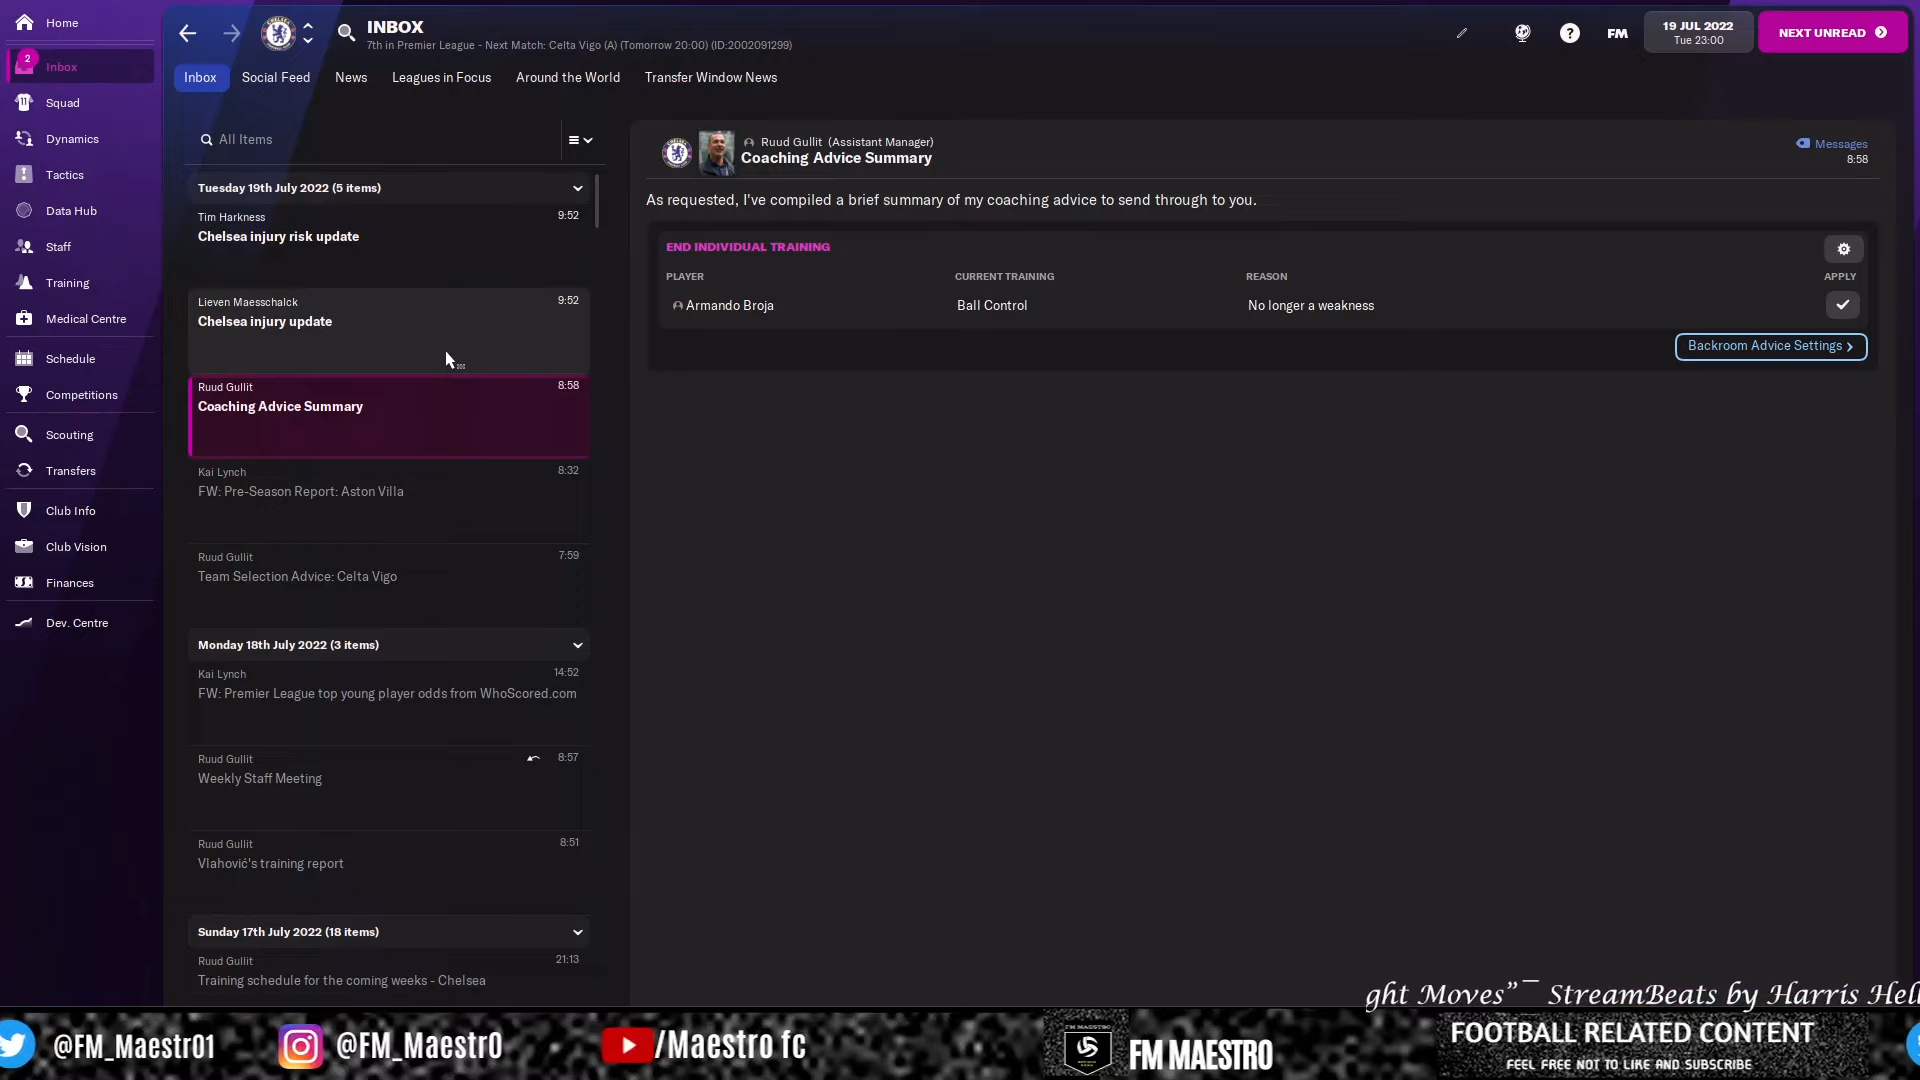 Home
2
Inbox
Squad
Dynamics
Tactics
Data Hub
Staff
Training
Medical Centre
Schedule
Competitions
Scouting
Transfers
Club Info
Club Vision
Finances
Dev. Centre
INBOX
7th in Premier League - Next Match: Celta Vigo (A) (Tomorrow 20:00) (ID:2002091299)
FM
19 JUL 2022
Tue 23:00
NEXT UNREAD
Inbox
Social Feed
News
Leagues in Focus
Around the World
Transfer Window News
All Items
Tuesday 19th July 2022 (5 items)
Tim Harkness 9:52
Chelsea injury risk update
Lieven Maesschalck 9:52
Chelsea injury update
Ruud Gullit 8:58
Coaching Advice Summary
Kai Lynch 8:32
FW: Pre-Season Report: Aston Villa
Ruud Gullit 7:59
Team Selection Advice: Celta Vigo
Monday 18th July 2022 (3 items)
Kai Lynch 14:52
FW: Premier League top young player odds from WhoScored.com
Ruud Gullit 8:57
Weekly Staff Meeting
Ruud Gullit 8:51
Vlahović's training report
Sunday 17th July 2022 (18 items)
Ruud Gullit 21:13
Training schedule for the coming weeks - Chelsea
Ruud Gullit (Assistant Manager)
Coaching Advice Summary
Messages
8:58
As requested, I've compiled a brief summary of my coaching advice to send through to you.
END INDIVIDUAL TRAINING
PLAYER CURRENT TRAINING REASON APPLY
Armando Broja Ball Control No longer a weakness
Backroom Advice Settings
ght Moves” StreamBeats by Harris Hell
@FM_Maestr01
@FM_Maestr0
/Maestro fc
FM MAESTRO
FM MAESTRO
FOOTBALL RELATED CONTENT
FEEL FREE NOT TO LIKE AND SUBSCRIBE